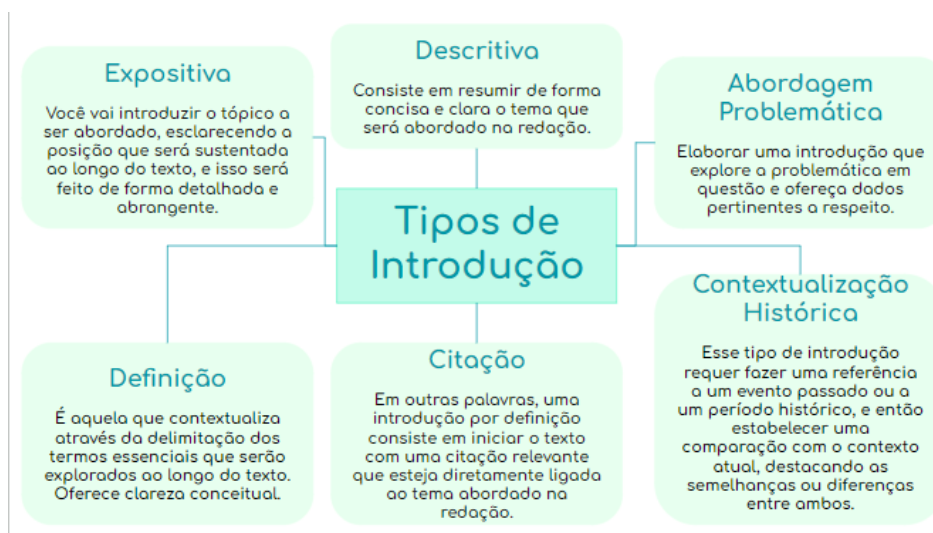 Expositiva
Você vai introduzir o tópico a
ser abordado, esclarecendo a
posição que será sustentada
ao longo do texto, e isso será
feito de forma detalhada e
abrangente.
Descritiva
Consiste em resumir de forma
concisa e clara o tema que
será abordado na redação.
Abordagem
Problemática
Elaborar uma introdução que
explore a problemática em
questão e ofereça dados
pertinentes a respeito.
Tipos de
Introdução
Definição
É aquela que contextualiza
através da delimitação dos
termos essenciais que serão
explorados ao longo do texto.
Oferece clareza conceitual.
Citação
Em outras palavras, uma
introdução por definição
consiste em iniciar o texto
com uma citação relevante
que esteja diretamente ligada
ao tema abordado na
redação.
Contextualização
Histórica
Esse tipo de introdução
requer fazer uma referência
a um evento passado ou a
um período histórico, e então
estabelecer uma
comparação com o contexto
atual, destacando as
semelhanças ou diferenças
entre ambos.